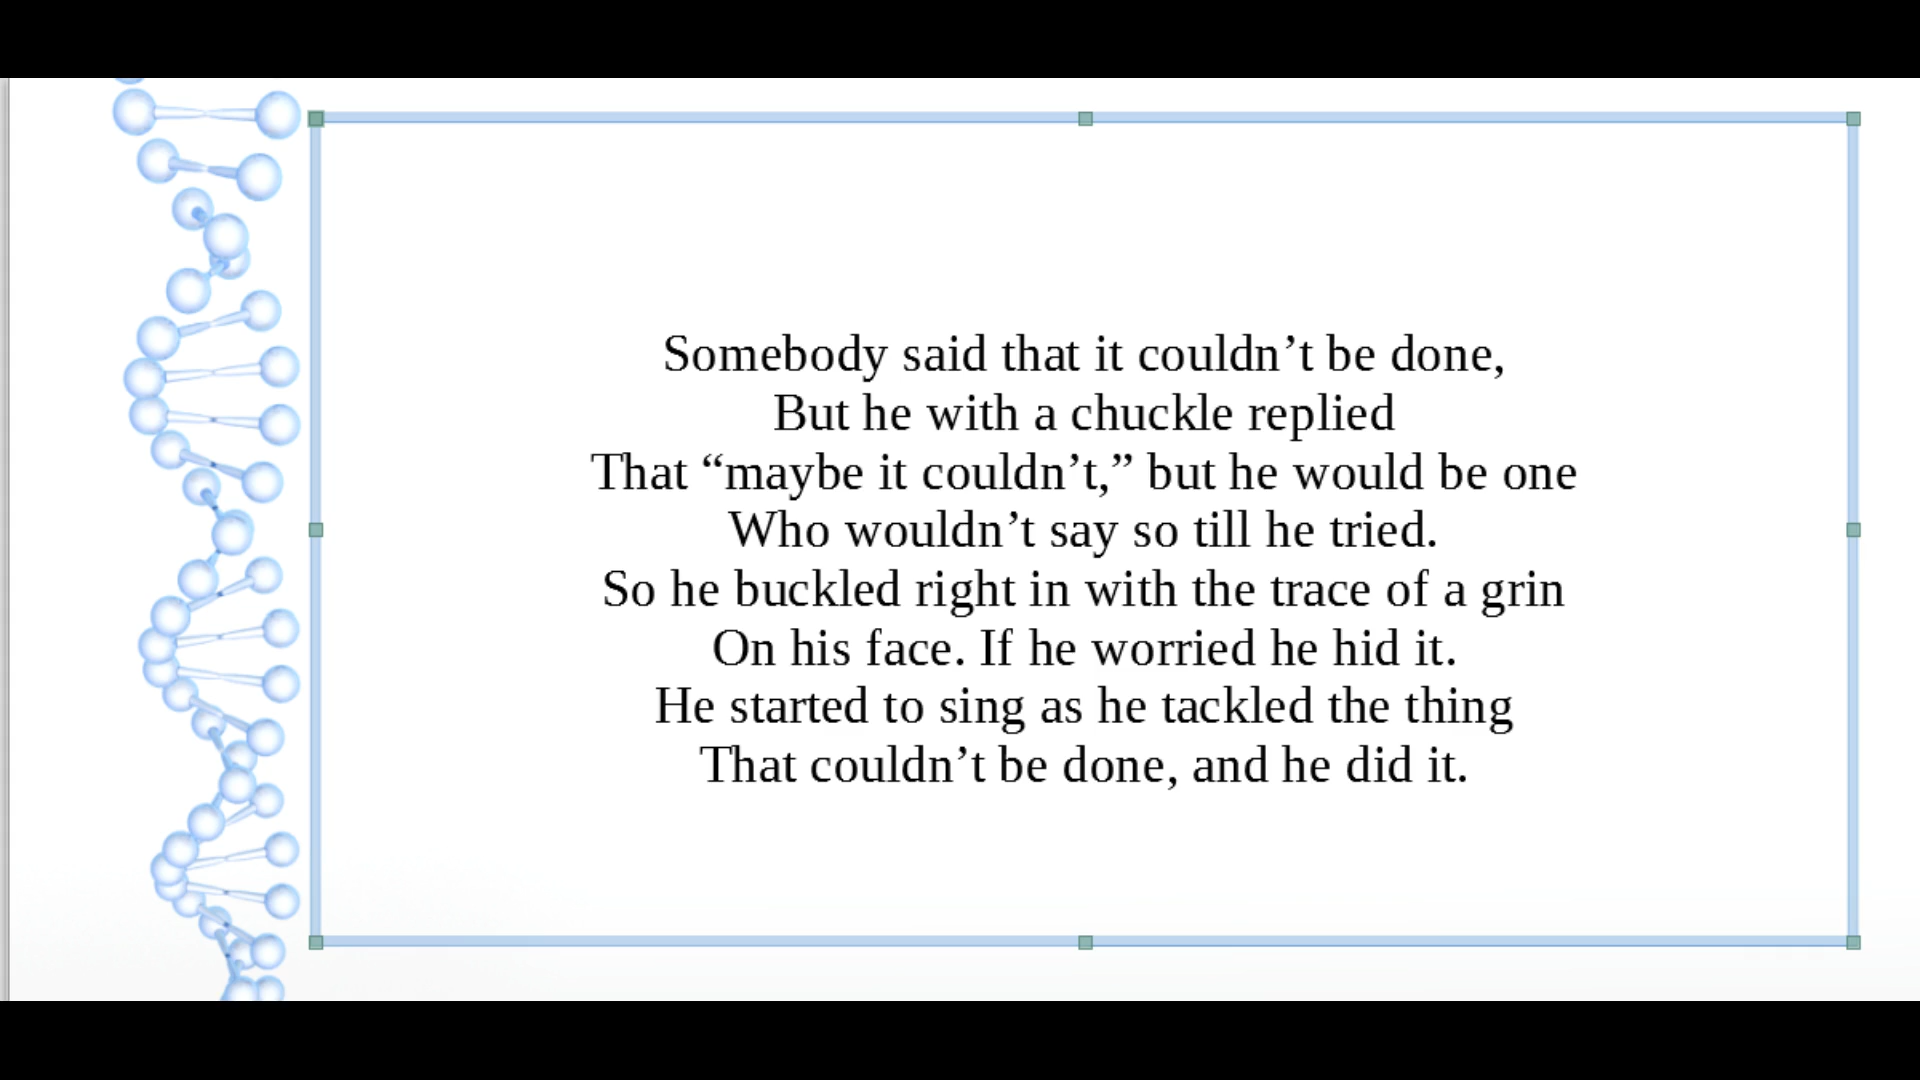 Somebody said that it couldn’t be done,
But he with a chuckle replied
That “maybe it couldn’t,” but he would be one
Who wouldn’t say so till he tried.
So he buckled right in with the trace of a grin
On his face. If he worried he hid it.
He started to sing as he tackled the thing
That couldn’t be done, and he did it.